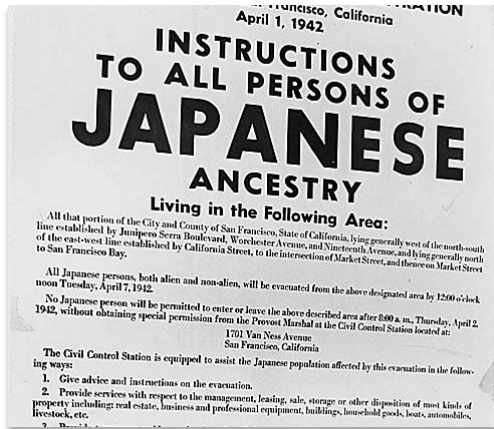 Francisco, California
April 1, 1942
INSTRUCTIONS
TO ALL PERSONS OF
JAPANESE
ANCESTRY
Living in the Following Area:
All that portion of the City and County of San Francisco, State of California, lying generally west of the north-south
line established by Junipero Serra Boulevard, Worchester Avenue, and Nineteenth Avenue, and lying generally north
of the east-west line established by California Street, to the intersection of Market Street, and thence on Market Street
to San Francisco Bay.
All Japanese persons, both alien and non-alien, will be evacuated from the above designated area by 12:00 o'clock
noon Tuesday, April 7, 1942.
No Japanese person will be permitted to enter or leave the above described area after 8:00 a. m., Thursday, April 2,
1942, without obtaining special permission from the Provost Marshal at the Civil Control Station located at:
1701 Van Ness Avenue
San Francisco, California
The Civil Control Station is equipped to assist the Japanese population affected by this evacuation in the follow-
ing ways:
1. Give advice and instructions on the evacuation.
2. Provide services with respect to the management, leasing, sale, storage or other disposition of most kinds of
property including: real estate, business and professional equipment, buildings, household goods, boats, automobiles,
livestock, etc.
3.